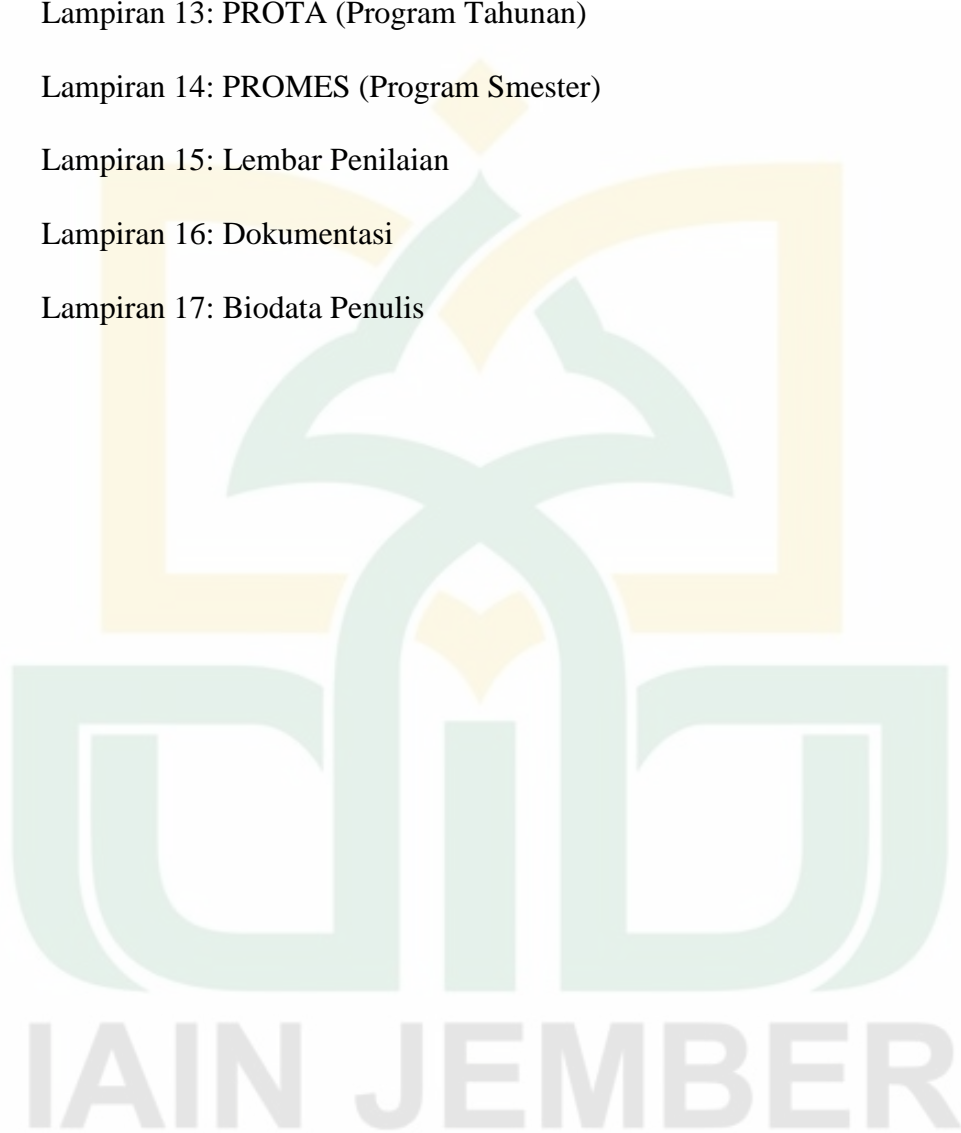 Lampiran 13: PROTA (Program Tahunan)
Lampiran 14: PROMES (Program Smester)
Lampiran 15: Lembar Penilaian
Lampiran 16: Dokumentasi
Lampiran 17: Biodata Penulis
IAIN JEMBER